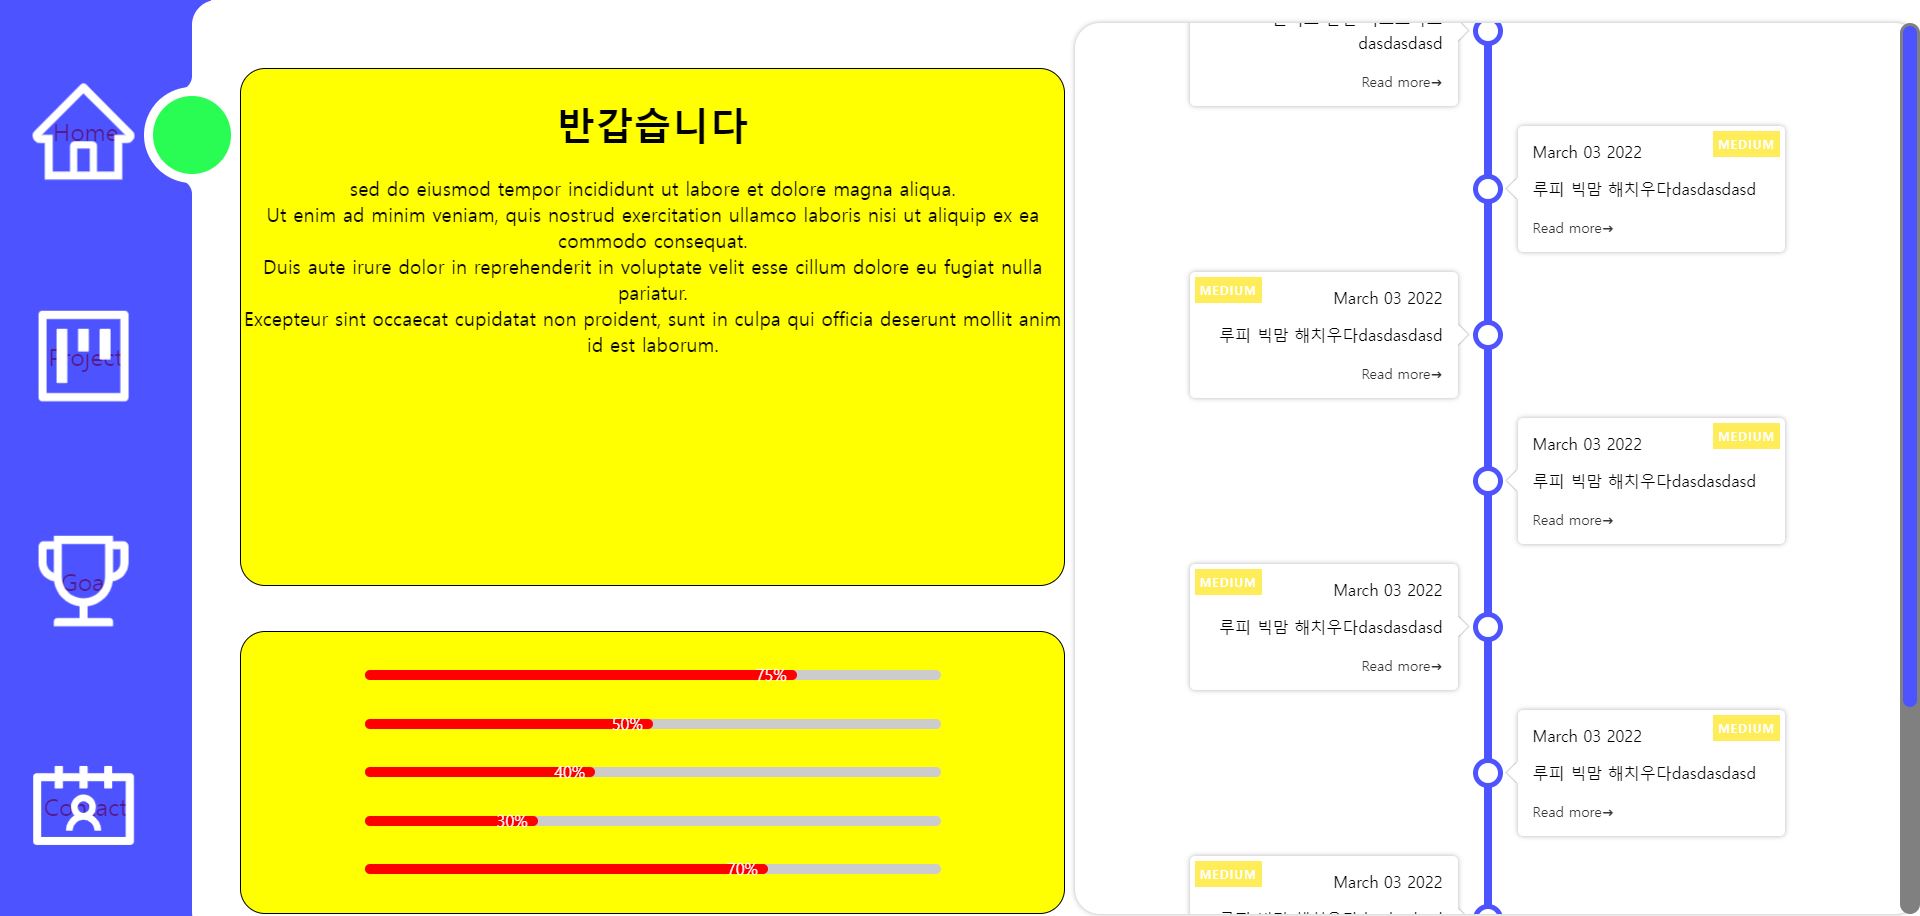 Home
Project
Goal
Contact
반갑습니다
sed do eiusmod tempor incididunt ut labore et dolore magna aliqua.
Ut enim ad minim veniam, quis nostrud exercitation ullamco laboris nisi ut aliquip ex ea
commodo consequat.
Duis aute irure dolor in reprehenderit in voluptate velit esse cillum dolore eu fugiat nulla
pariatur.
Excepteur sint occaecat cupidatat non proident, sunt in culpa qui officia deserunt mollit anim
id est laborum.
75%
50%
40%
30%
70%
dasdasdasd
Read more→
March 03 2022
MEDIUM
루피 빅맘 해치우다dasdasdasd
Read more→
MEDIUM
March 03 2022
루피 빅맘 해치우다dasdasdasd
Read more→
March 03 2022
MEDIUM
루피 빅맘 해치우다dasdasdasd
Read more→
MEDIUM
March 03 2022
루피 빅맘 해치우다dasdasdasd
Read more→
March 03 2022
MEDIUM
루피 빅맘 해치우다dasdasdasd
Read more→
MEDIUM
March 03 2022